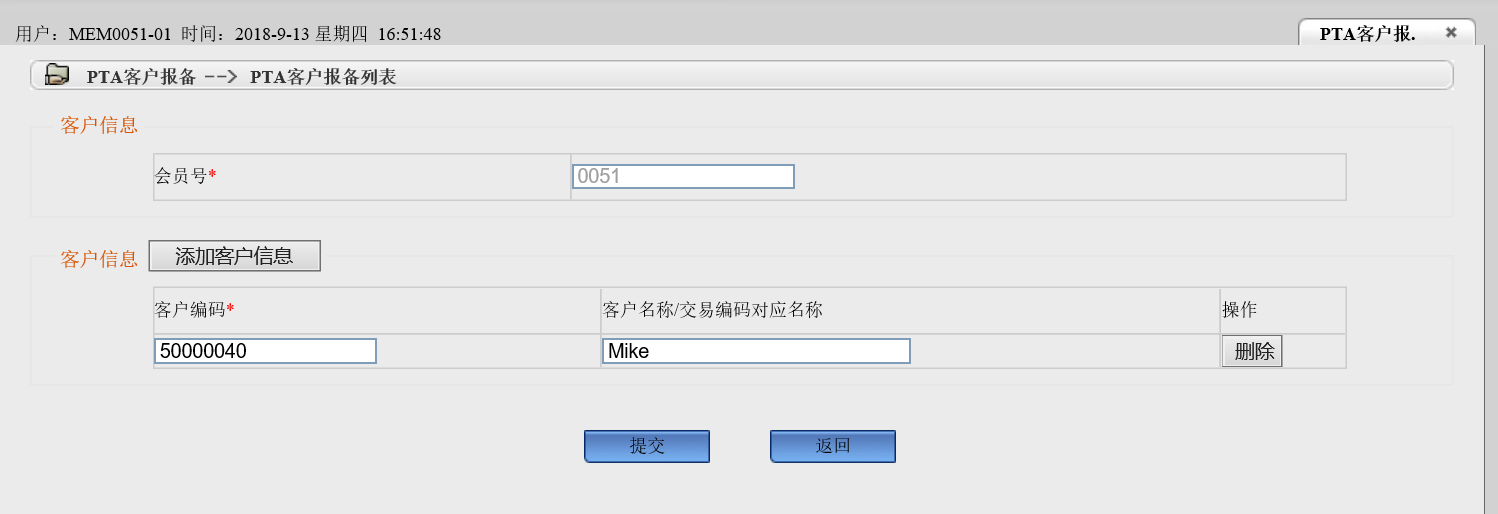 用户：MEM0051-01 时间：2018-9-13 星期四 16:51:48
PTA客户报.
PTA客户报备 --> PTA客户报备列表
客户信息
会员号* 0051
客户信息 添加客户信息
客户编码* 客户名称/交易编码对应名称 操作
50000040 Mike 删除
提交 返回